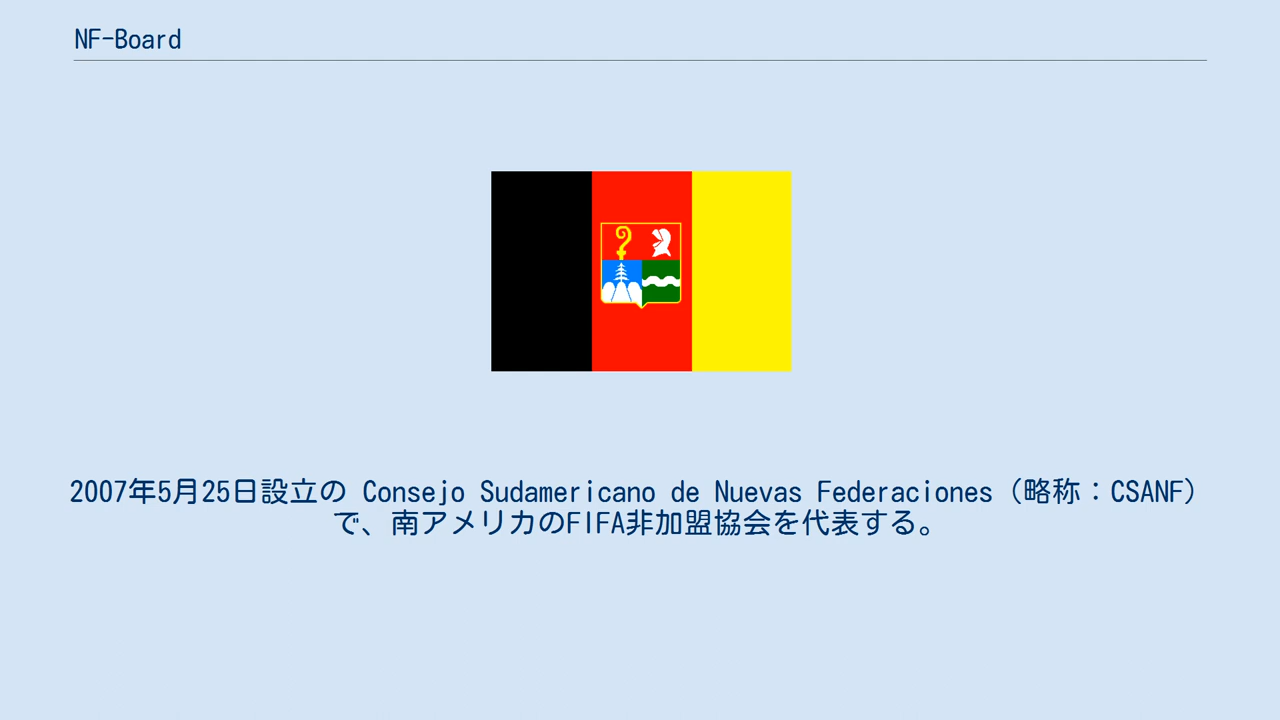 NF-Board
2007年5月25日設立の Consejo Sudamericano de Nuevas Federaciones（略称：CSANF）
で、南アメリカのFIFA非加盟協会を代表する。